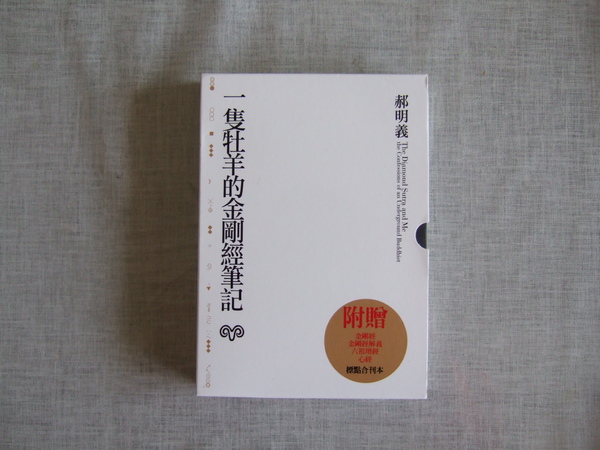 一隻牡羊的金剛經筆記
郝明義
The Diamond Sutra and Me
the Confessions of an Underground Buddhist
附贈
金剛經
金剛經解義
六祖壇經
心經
標點合刊本